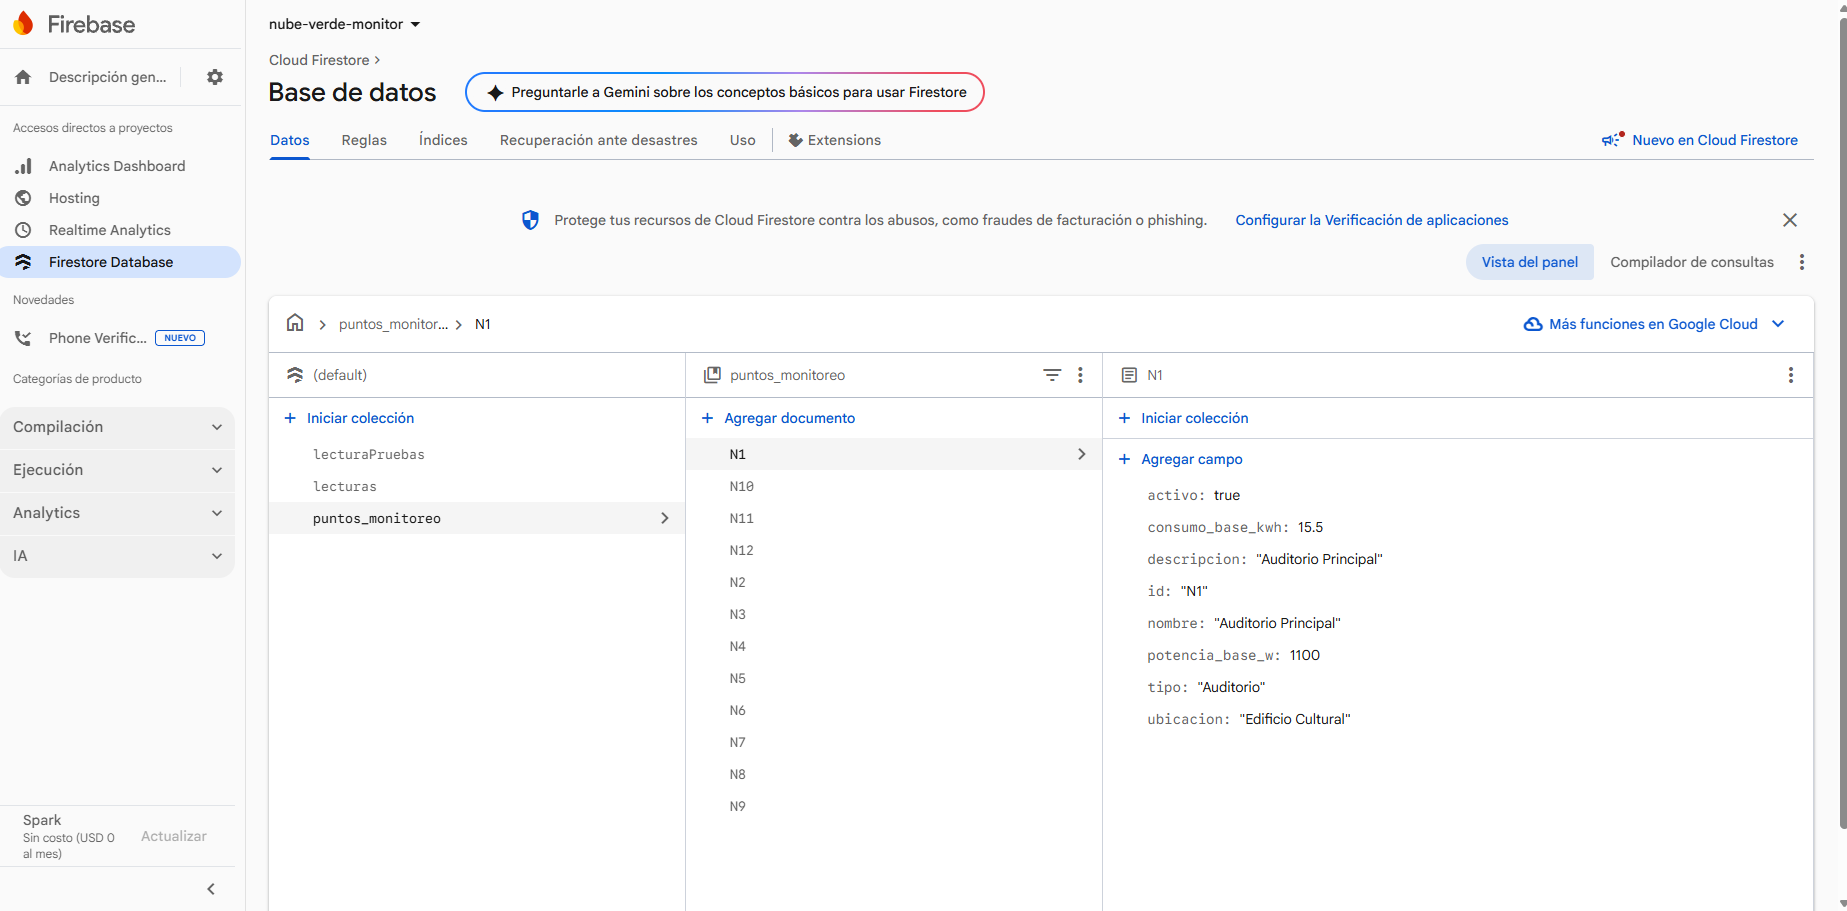 Firebase
Descripción gen...
Accesos directos a proyectos
Analytics Dashboard
Hosting
Realtime Analytics
Firestore Database
Novedades
Phone Verific... NUEVO
Categorías de producto
Compilación
Ejecución
Analytics
IA
Spark
Sin costo (USD 0
al mes)
Actualizar
nube-verde-monitor
Cloud Firestore >
Base de datos
Preguntarle a Gemini sobre los conceptos básicos para usar Firestore
Datos Reglas Índices Recuperación ante desastres Uso Extensions
Nuevo en Cloud Firestore
Protege tus recursos de Cloud Firestore contra los abusos, como fraudes de facturación o phishing. Configurar la Verificación de aplicaciones
Vista del panel Compilador de consultas
puntos_monitor... > N1
Más funciones en Google Cloud
(default)
+ Iniciar colección
lecturaPruebas
lecturas
puntos_monitoreo
puntos_monitoreo
+ Agregar documento
N1
N10
N11
N12
N2
N3
N4
N5
N6
N7
N8
N9
N1
+ Iniciar colección
+ Agregar campo
activo: true
consumo_base_kwh: 15.5
descripcion: "Auditorio Principal"
id: "N1"
nombre: "Auditorio Principal"
potencia_base_w: 1100
tipo: "Auditorio"
ubicacion: "Edificio Cultural"